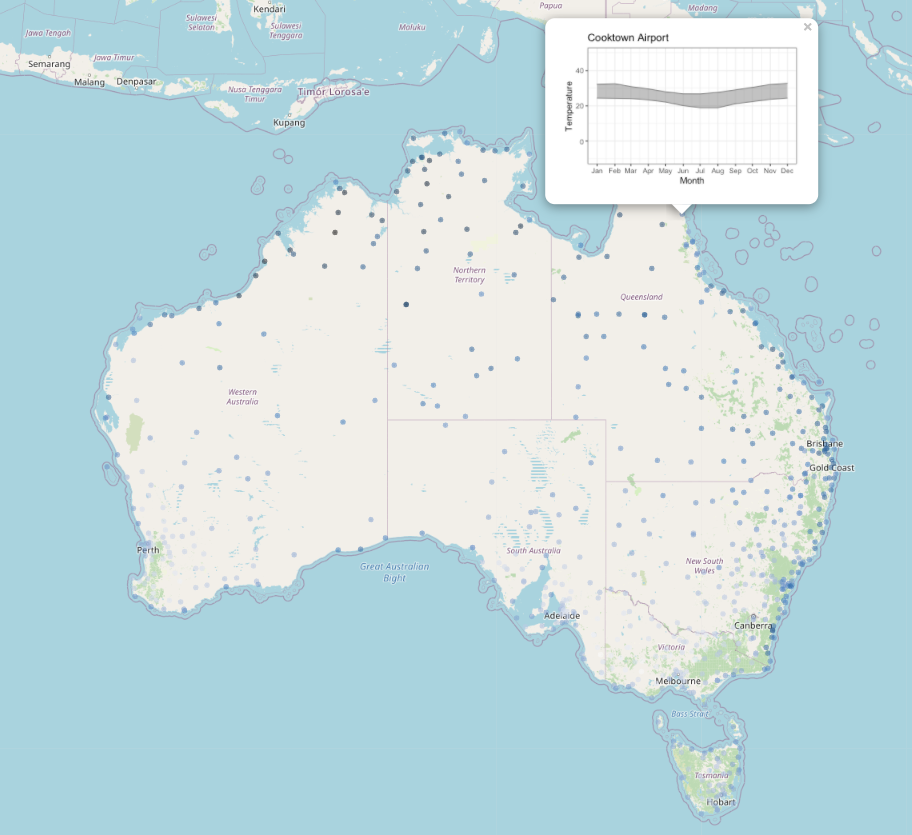 Kendari
Papua
Madang
Sulawesi
Selatan
Sulawesi
Tenggara
Maluku
Jawa Tengah
Semarang
Jawa Timur
Malang
Denpasar
Nusa Tenggara
Timur
Timór Lorosa'e
Kupang
×
Cooktown Airport
40
20
0
Temperature
Jan Feb Mar Apr May Jun Jul Aug Sep Oct Nov Dec
Month
Northern
Territory
Queensland
Western
Australia
Brisbane
Gold Coast
Perth
South Australia
Great Australian
Bight
New South
Wales
Adelaide
Canberra
Victoria
Melbourne
Bass Strait
Tasmania
Hobart